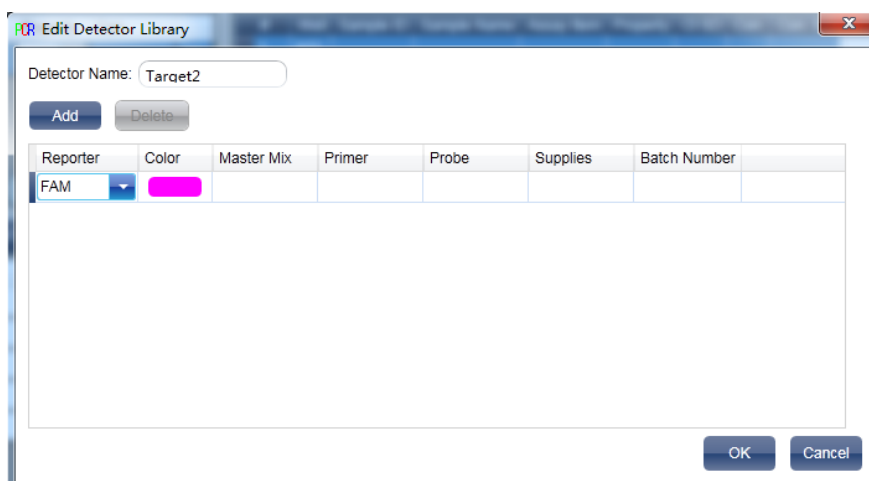 PCR Edit Detector Library
Detector Name: Target2
Add Delete
Reporter Color Master Mix Primer Probe Supplies Batch Number
FAM
OK Cancel